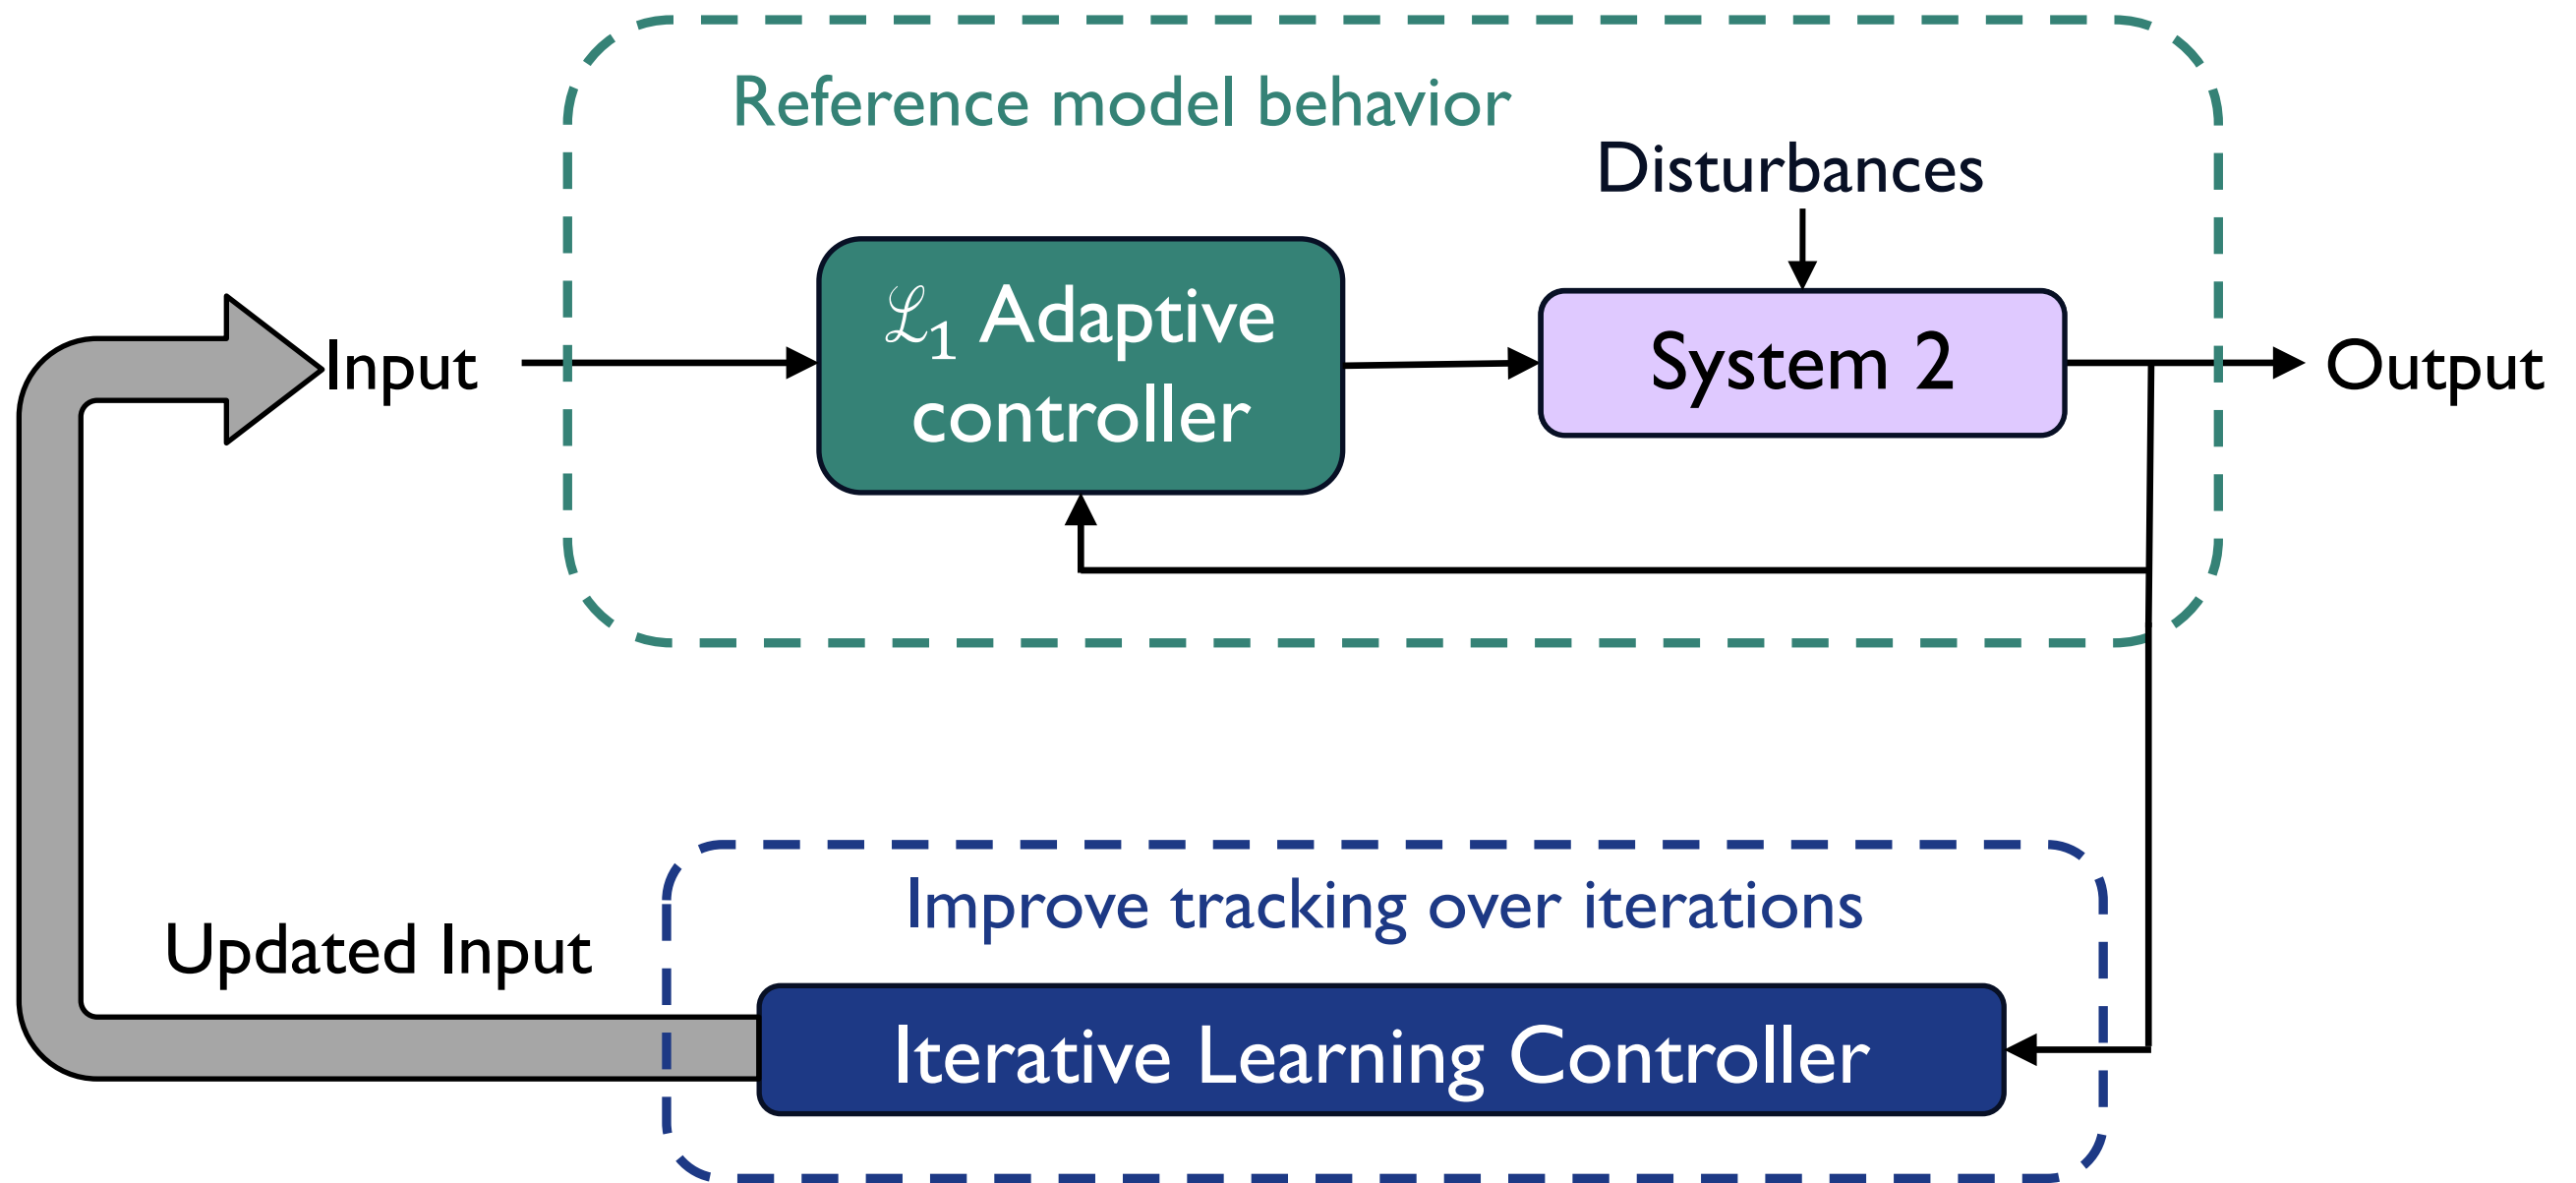 Reference model behavior
Disturbances
ℒ₁ Adaptive
controller
System 2
Input
Output
Improve tracking over iterations
Updated Input
Iterative Learning Controller